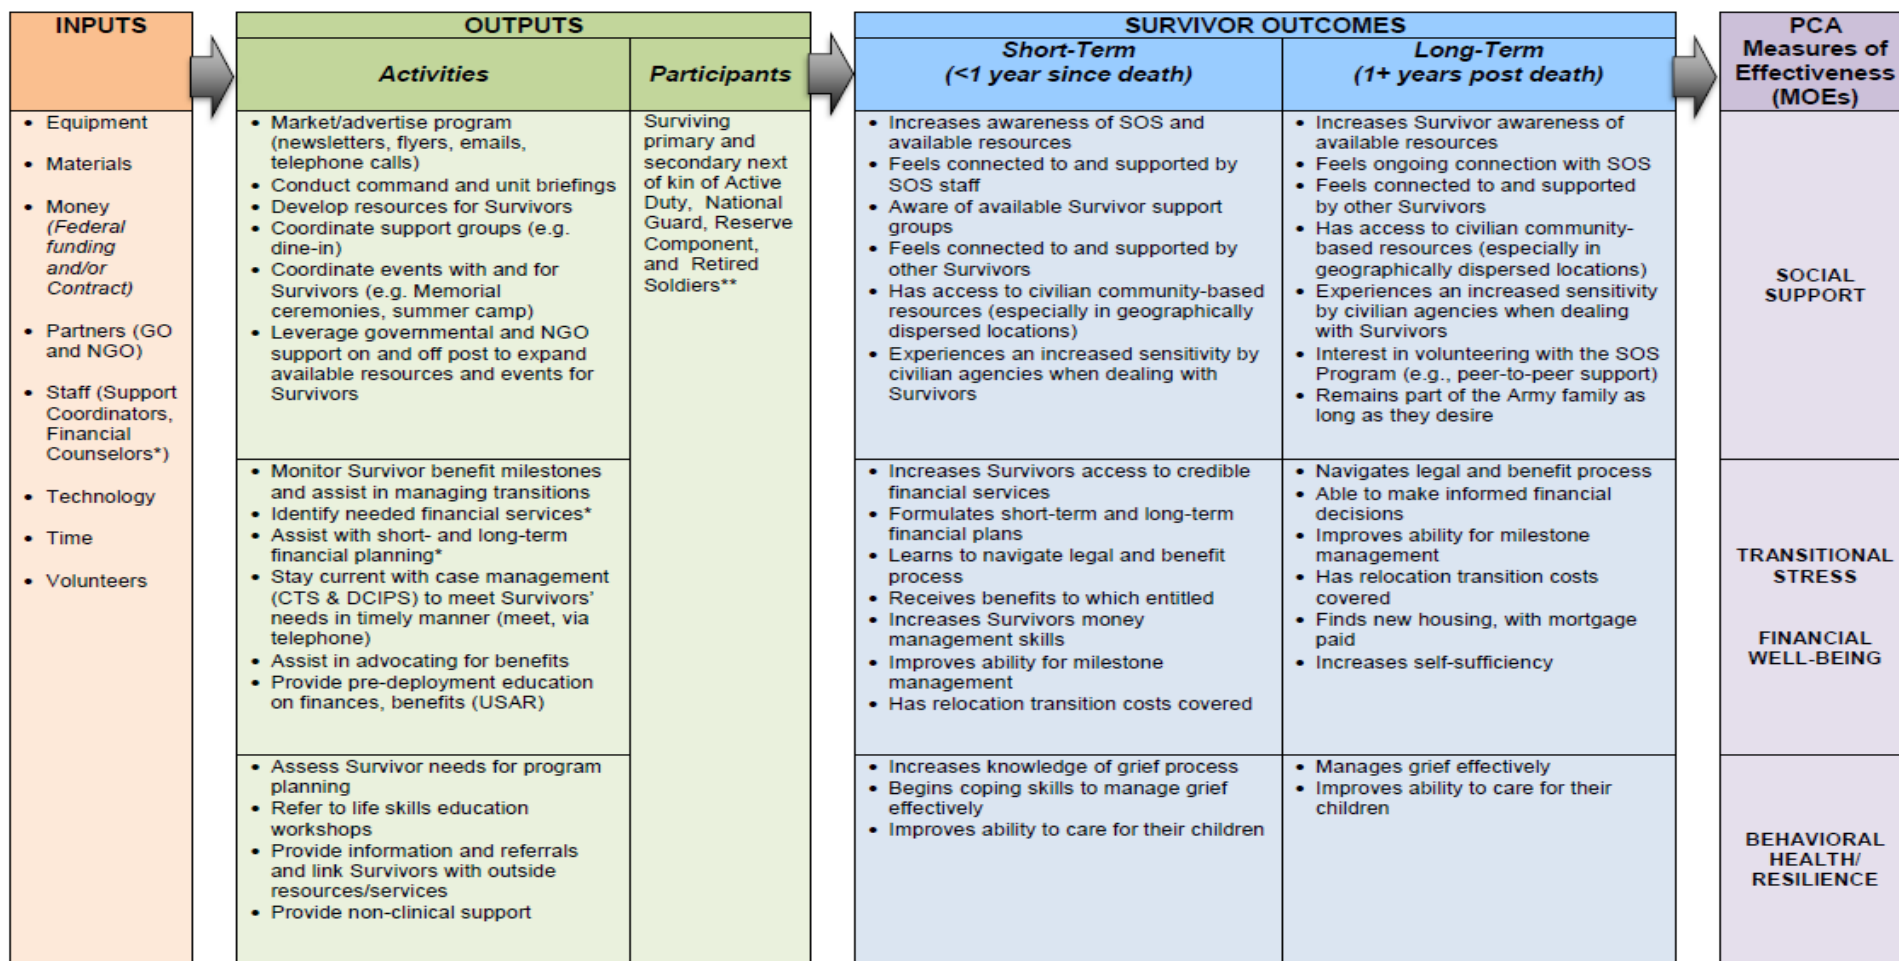 INPUTS
• Equipment
• Materials
• Money
(Federal
funding
and/or
Contract)
• Partners (GO
and NGO)
• Staff (Support
Coordinators,
Financial
Counselors*)
• Technology
• Time
• Volunteers
OUTPUTS
Activities
Participants
• Market/advertise program
(newsletters, flyers, emails,
telephone calls)
• Conduct command and unit briefings
• Develop resources for Survivors
• Coordinate support groups (e.g.
dine-in)
• Coordinate events with and for
Survivors (e.g. Memorial
ceremonies, summer camp)
• Leverage governmental and NGO
support on and off post to expand
available resources and events for
Survivors
• Monitor Survivor benefit milestones
and assist in managing transitions
• Identify needed financial services*
• Assist with short- and long-term
financial planning*
• Stay current with case management
(CTS & DCIPS) to meet Survivors'
needs in timely manner (meet, via
telephone)
• Assist in advocating for benefits
• Provide pre-deployment education
on finances, benefits (USAR)
• Assess Survivor needs for program
planning
• Refer to life skills education
workshops
• Provide information and referrals
and link Survivors with outside
resources/services
• Provide non-clinical support
Surviving
primary and
secondary next
of kin of Active
Duty, National
Guard, Reserve
Component,
and Retired
Soldiers**
SURVIVOR OUTCOMES
Short-Term
(<1 year since death)
• Increases awareness of SOS and
available resources
• Feels connected to and supported by
SOS staff
• Aware of available Survivor support
groups
• Feels connected to and supported by
other Survivors
• Has access to civilian community-based
resources (especially in geographically
dispersed locations)
• Experiences an increased sensitivity by
civilian agencies when dealing with
Survivors
• Increases Survivors access to credible
financial services
• Formulates short-term and long-term
financial plans
• Learns to navigate legal and benefit
process
• Receives benefits to which entitled
• Increases Survivors money
management skills
• Improves ability for milestone
management
• Has relocation transition costs covered
• Increases knowledge of grief process
• Begins coping skills to manage grief
effectively
• Improves ability to care for their children
Long-Term
(1+ years post death)
• Increases Survivor awareness of
available resources
• Feels ongoing connection with SOS
• Feels connected to and supported
by other Survivors
• Has access to civilian community-
based resources (especially in
geographically dispersed locations)
• Experiences an increased sensitivity
by civilian agencies when dealing
with Survivors
• Interest in volunteering with the SOS
Program (e.g., peer-to-peer support)
• Remains part of the Army family as
long as they desire
• Navigates legal and benefit process
• Able to make informed financial
decisions
• Improves ability for milestone
management
• Has relocation transition costs
covered
• Finds new housing, with mortgage
paid
• Increases self-sufficiency
• Manages grief effectively
• Improves ability to care for their
children
PCA
Measures of
Effectiveness
(MOEs)
SOCIAL
SUPPORT
TRANSITIONAL
STRESS
FINANCIAL
WELL-BEING
BEHAVIORAL
HEALTH/
RESILIENCE